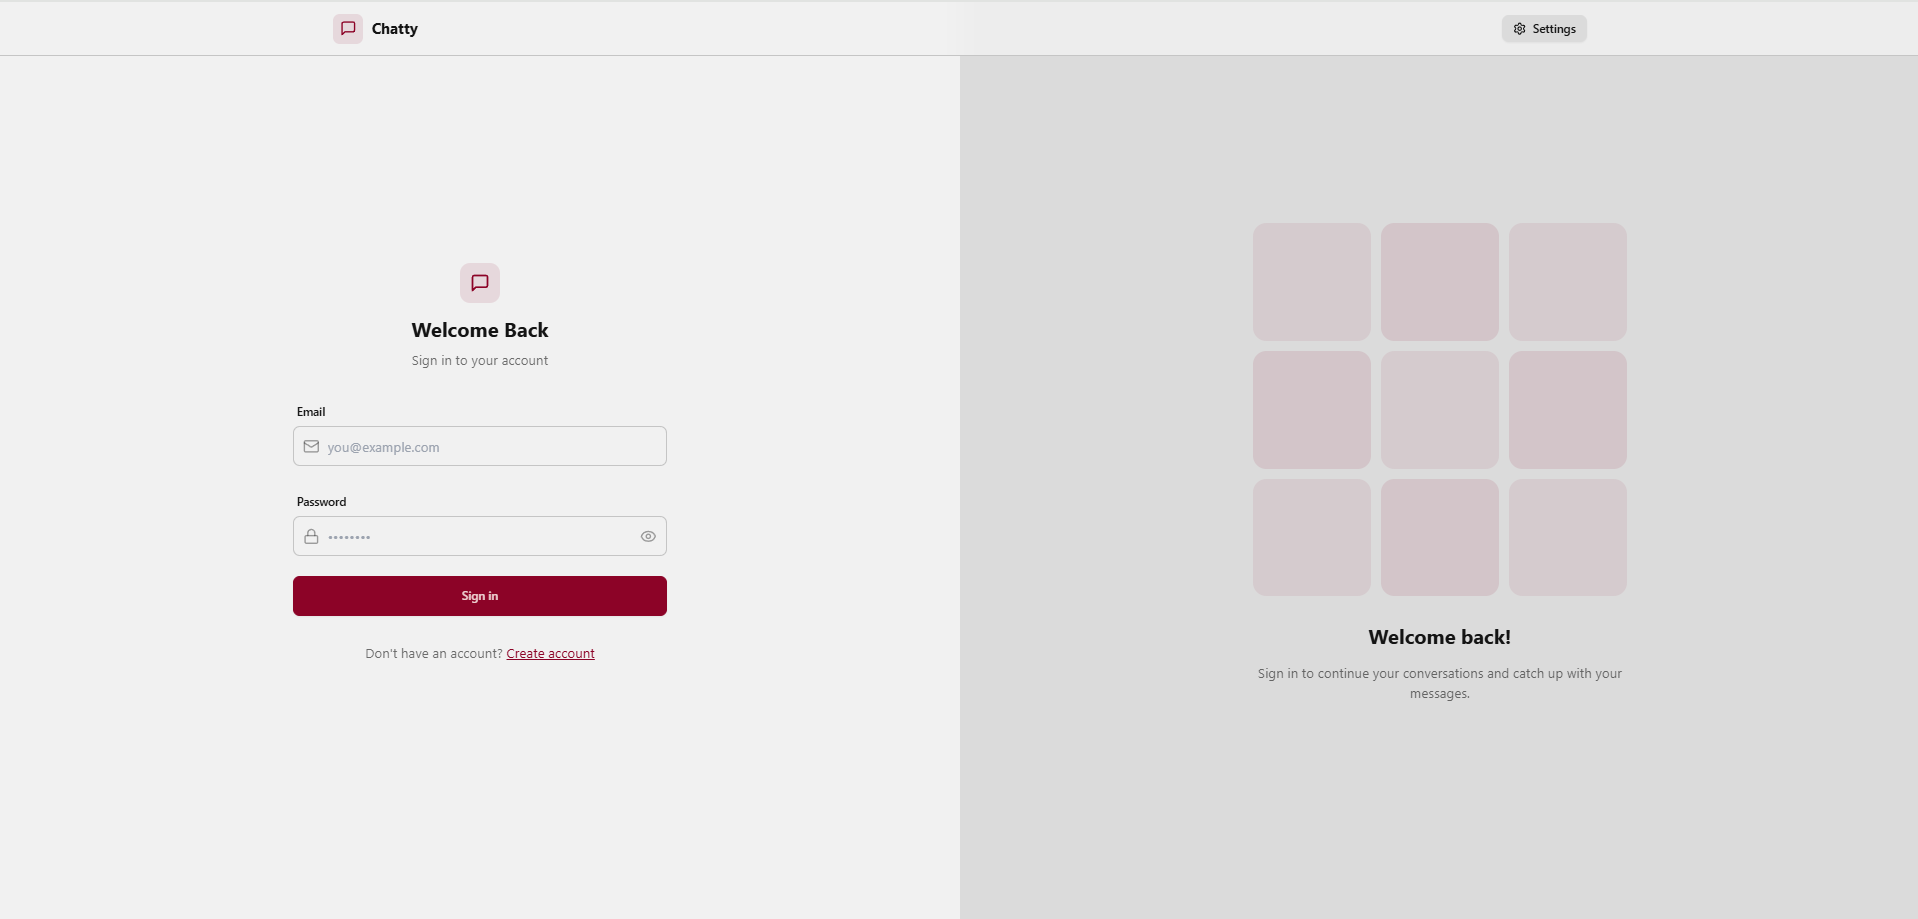 Chatty
Settings
Welcome Back
Sign in to your account
Email
you@example.com
Password
••••••••
Sign in
Don't have an account? Create account
Welcome back!
Sign in to continue your conversations and catch up with your
messages.